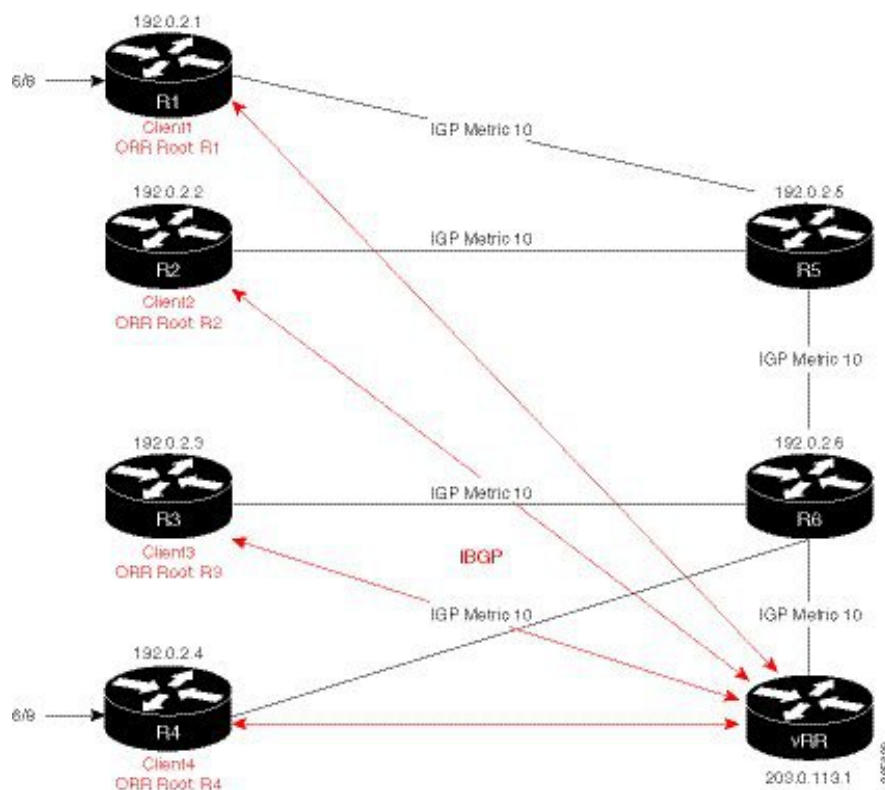 192.0.2.1
6/8
R1
Client1
ORR Root: R1
IGP Metric 10
192.0.2.2
192.0.2.5
IGP Metric 10
R2
R5
Client2
ORR Root: R2
IGP Metric 10
192.0.2.3
192.0.2.6
IGP Metric 10
R3
R6
Client3
ORR Root: R3
IBGP
IGP Metric 10
IGP Metric 10
192.0.2.4
6/8
R4
vRR
Client4
ORR Root: R4
203.0.113.1